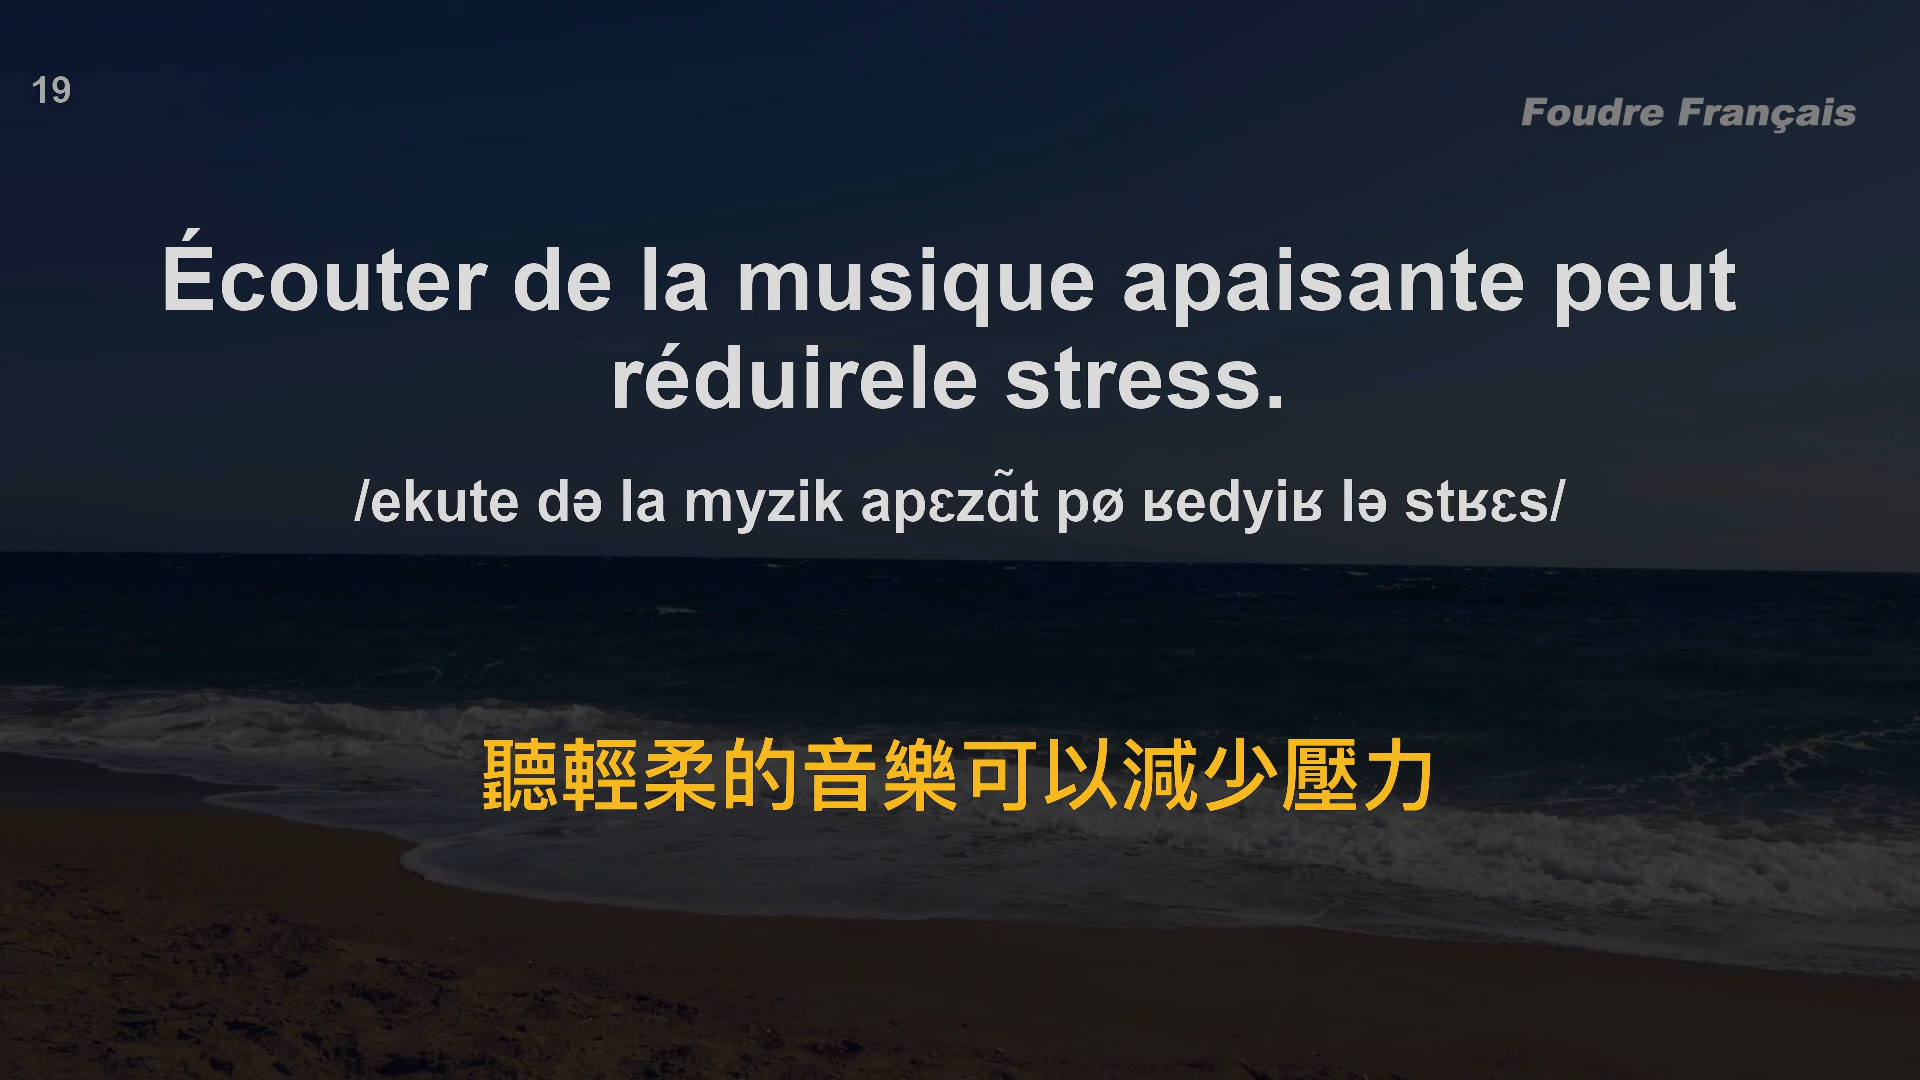 19
Foudre Français
Écouter de la musique apaisante peut
réduirele stress.
/ekute də la myzik apɛzɑ̃t pø ʁedyiʁ lə stʁɛs/
聽輕柔的音樂可以減少壓力